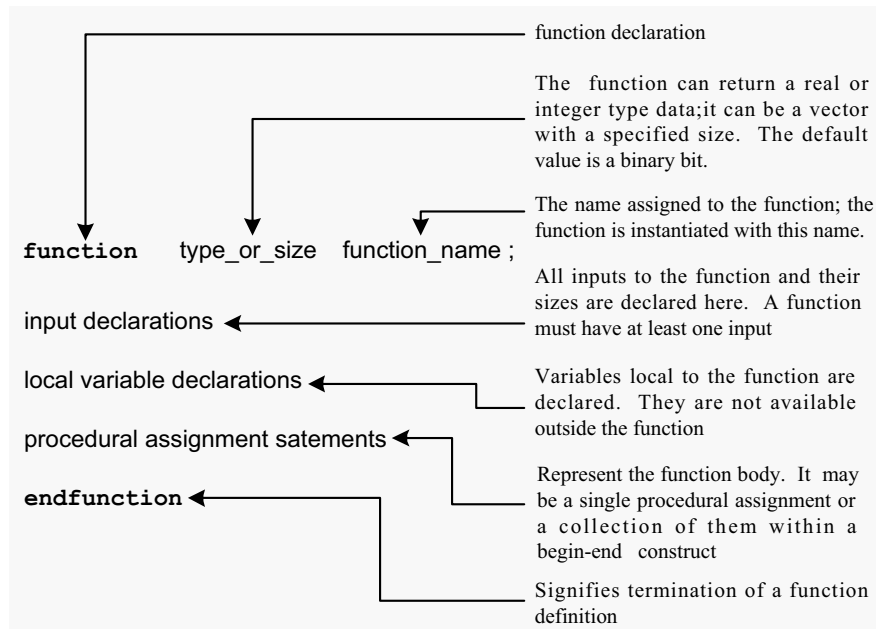 function declaration
The function can return a real or
integer type data;it can be a vector
with a specified size. The default
value is a binary bit.
The name assigned to the function; the
function is instantiated with this name.
function type_or_size function_name ;
All inputs to the function and their
sizes are declared here. A function
must have at least one input
input declarations
local variable declarations
Variables local to the function are
declared. They are not available
outside the function
procedural assignment satements
Represent the function body. It may
be a single procedural assignment or
a collection of them within a
begin-end construct
endfunction
Signifies termination of a function
definition